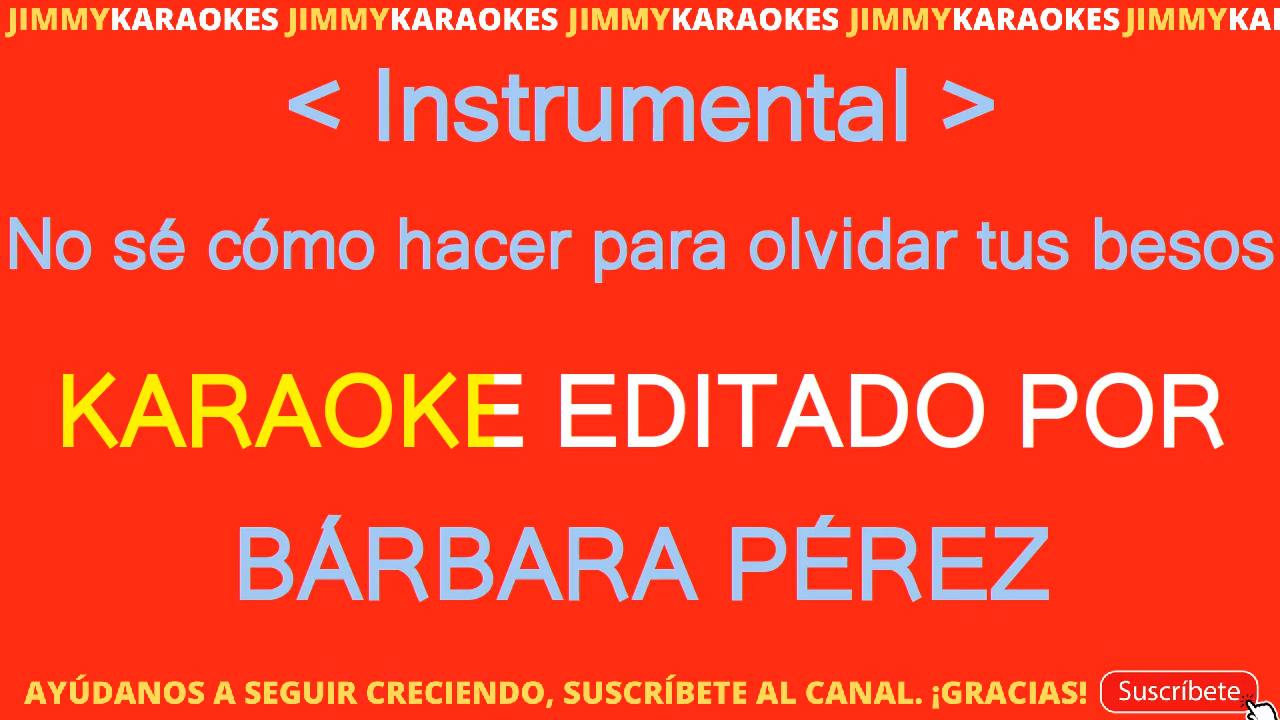 JIMMYKARAOKES JIMMYKARAOKES JIMMYKARAOKES JIMMYKARAOKES JIMMYKAI
< Instrumental >
No sé cómo hacer para olvidar tus besos
KARAOKE EDITADO POR
BÁRBARA PÉREZ
AYÚDANOS A SEGUIR CRECIENDO, SUSCRÍBETE AL CANAL. ¡GRACIAS! Suscríbete